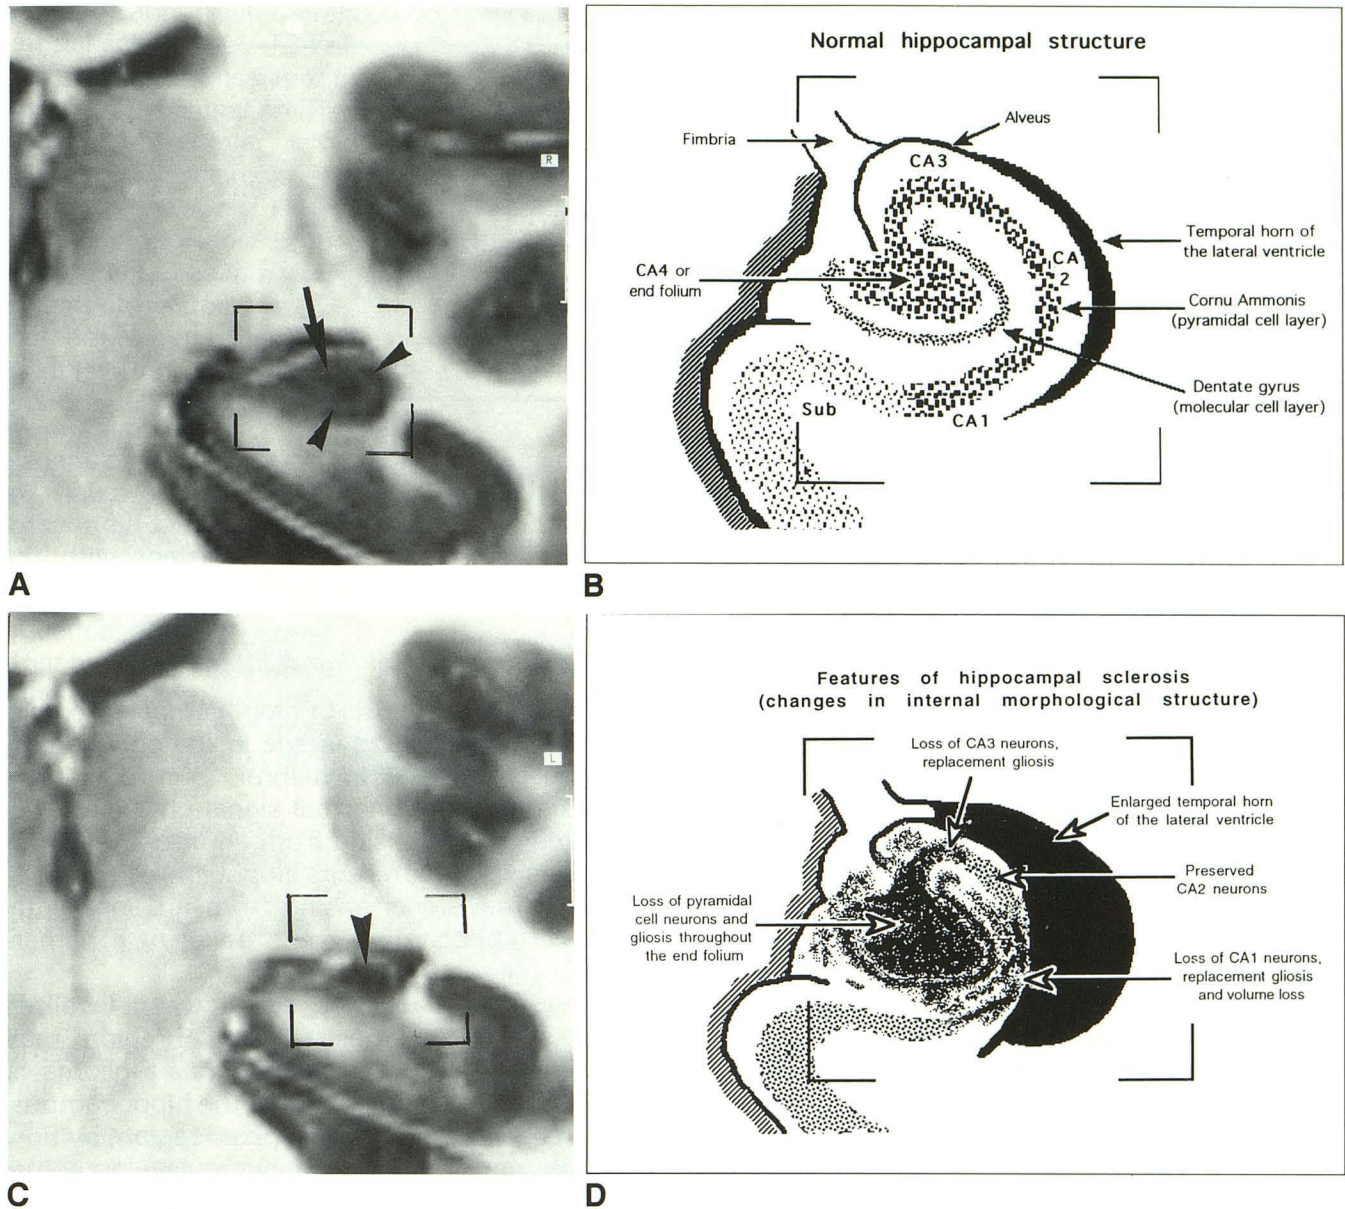 R
A
Normal hippocampal structure
Fimbria
Alveus
CA3
Temporal horn of
the lateral ventricle
CA
2
CA4 or
end folium
Cornu Ammonis
(pyramidal cell layer)
Dentate gyrus
(molecular cell layer)
Sub
CA1
B
L
C
Features of hippocampal sclerosis
(changes in internal morphological structure)
Loss of CA3 neurons,
replacement gliosis
Enlarged temporal horn
of the lateral ventricle
Preserved
CA2 neurons
Loss of pyramidal
cell neurons and
gliosis throughout
the end folium
Loss of CA1 neurons,
replacement gliosis
and volume loss
D